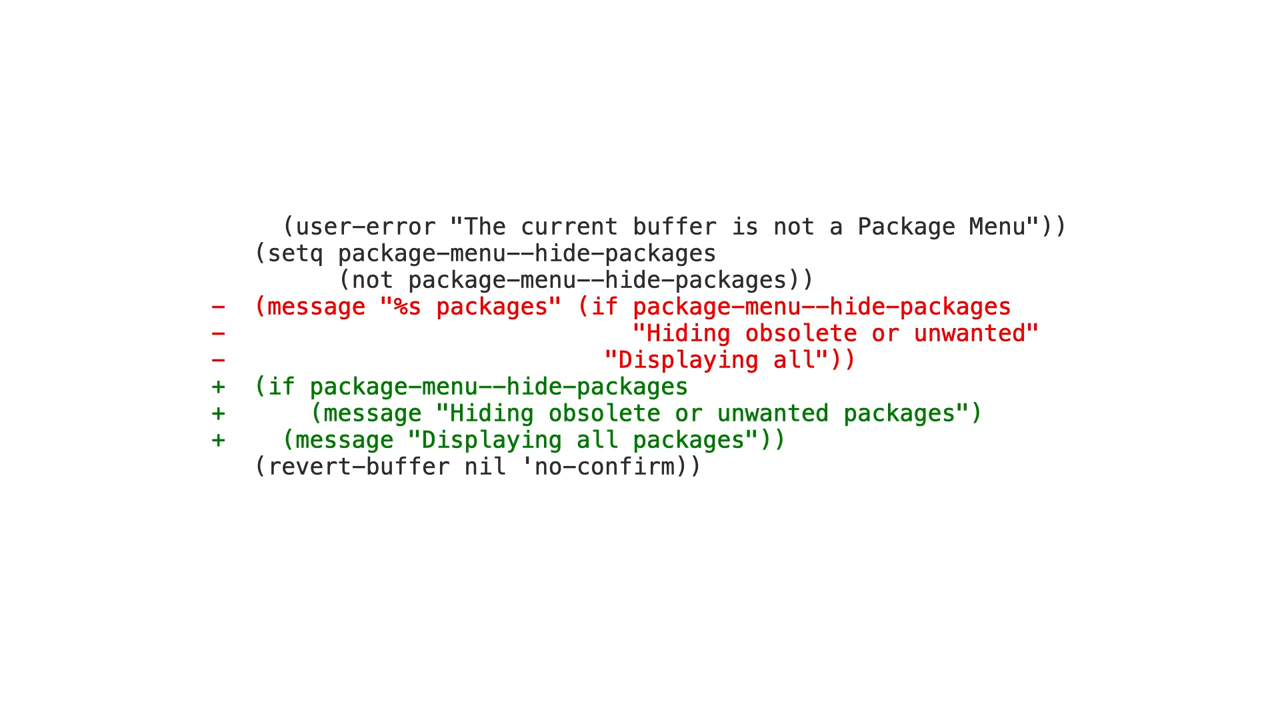 (user-error "The current buffer is not a Package Menu"))
   (setq package-menu--hide-packages
         (not package-menu--hide-packages))
-  (message "%s packages" (if package-menu--hide-packages
-                             "Hiding obsolete or unwanted"
-                           "Displaying all"))
+  (if package-menu--hide-packages
+      (message "Hiding obsolete or unwanted packages")
+    (message "Displaying all packages"))
   (revert-buffer nil 'no-confirm))